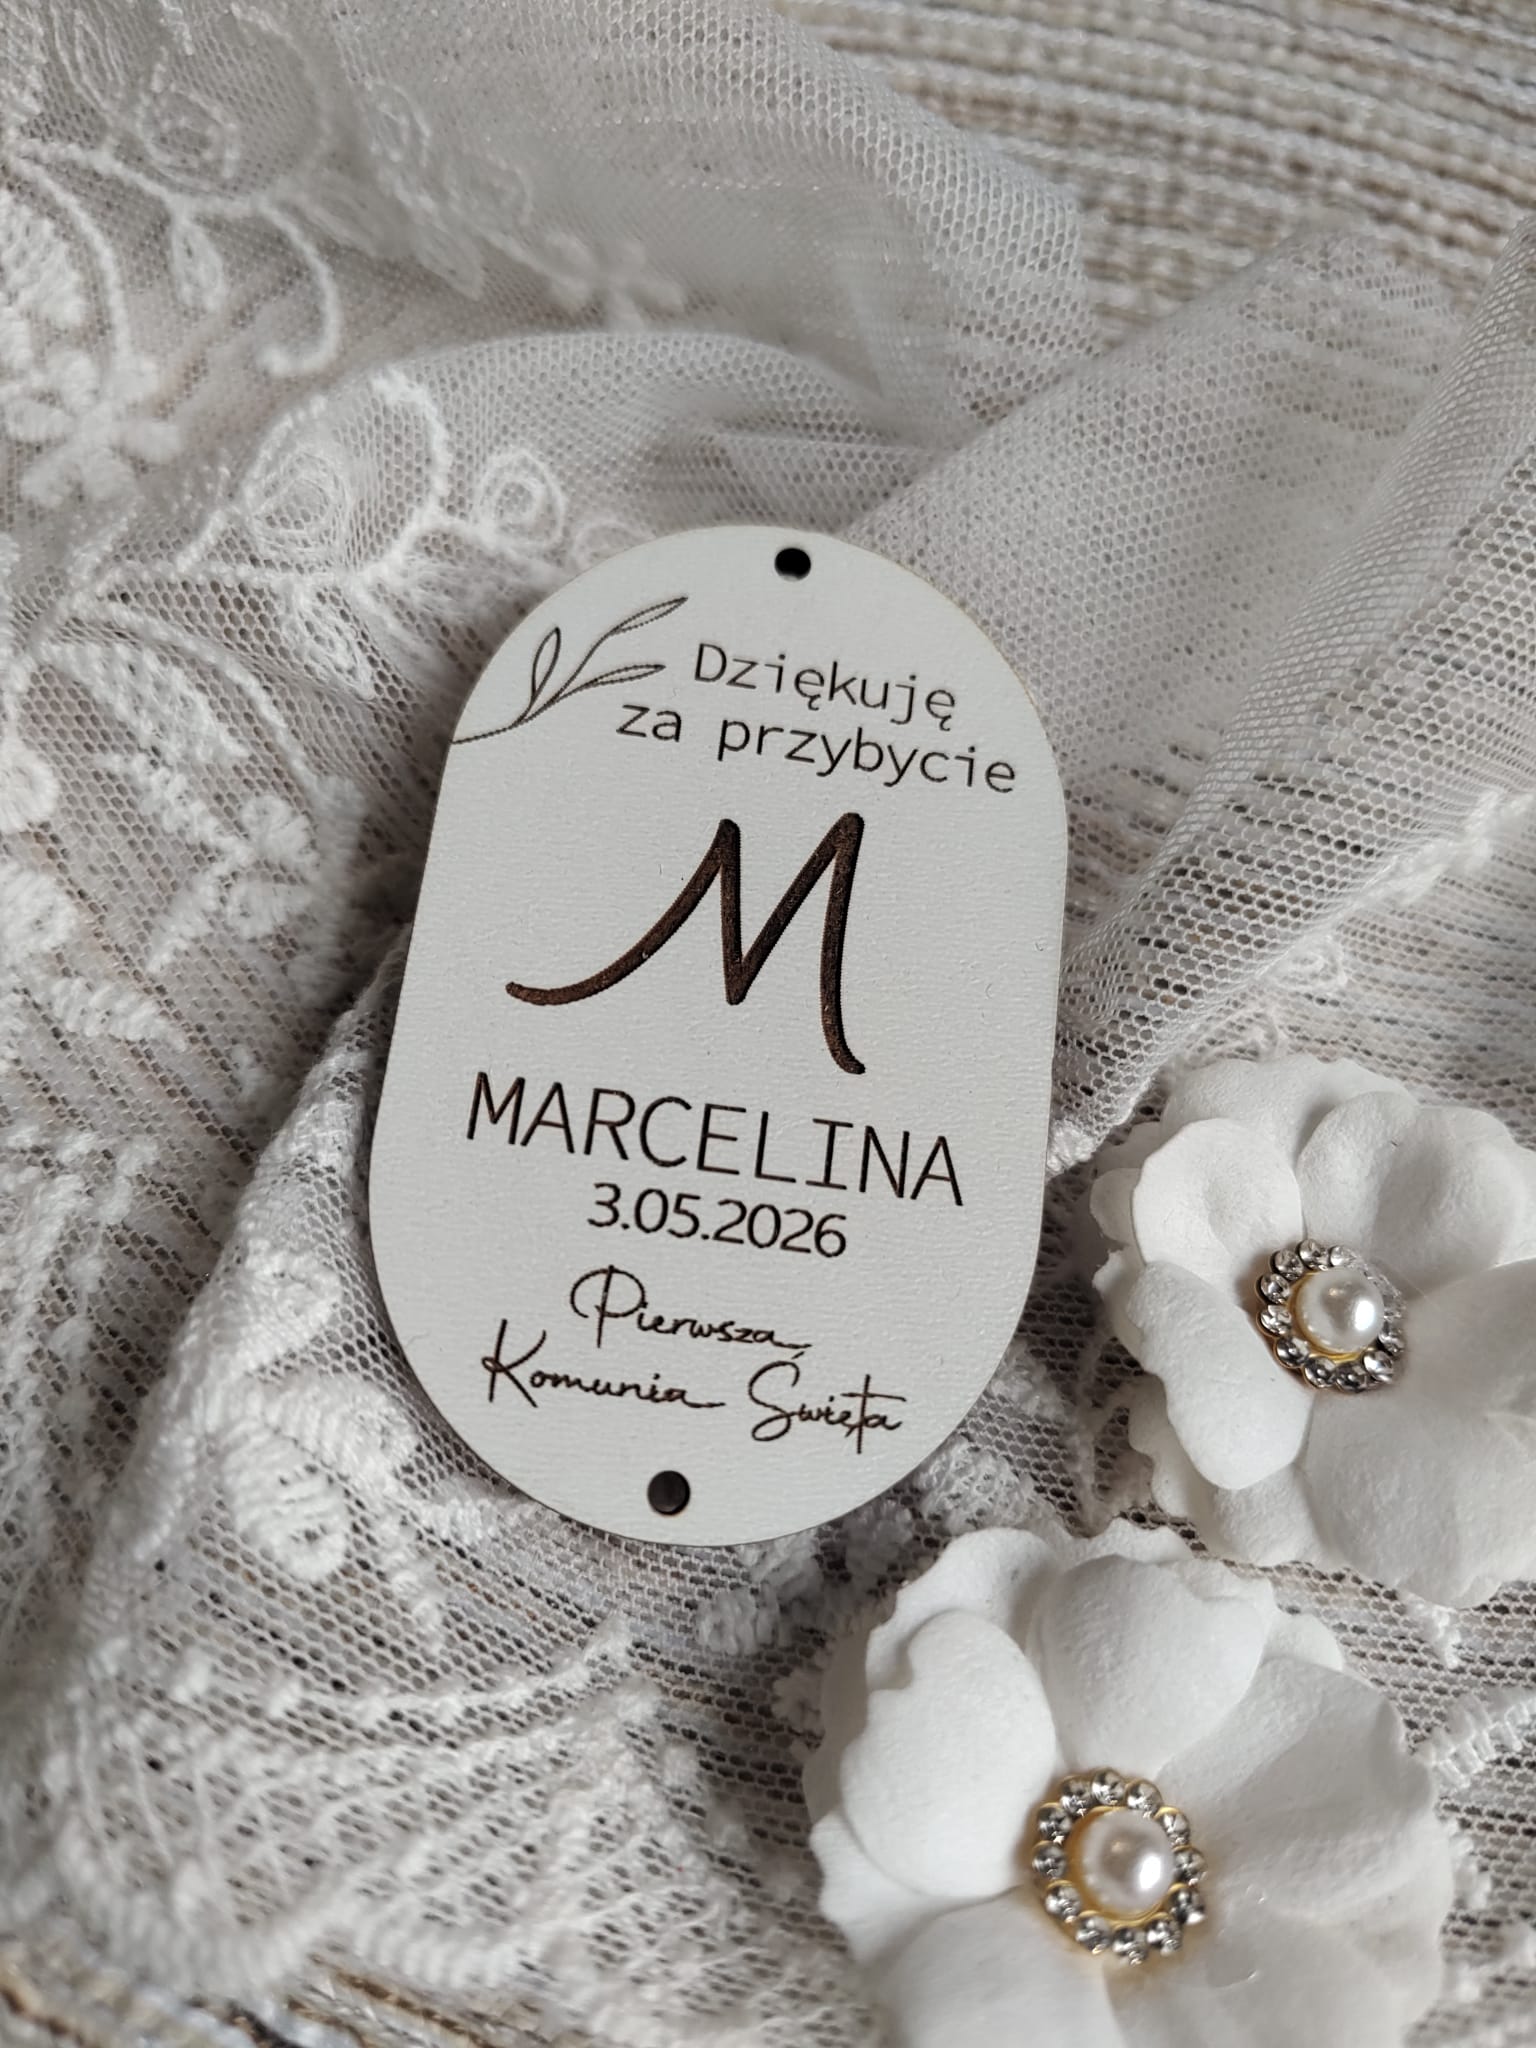 Dziękuję
za przybycie
M
MARCELINA
3.05.2026
Pierwsza
Komunia Święta